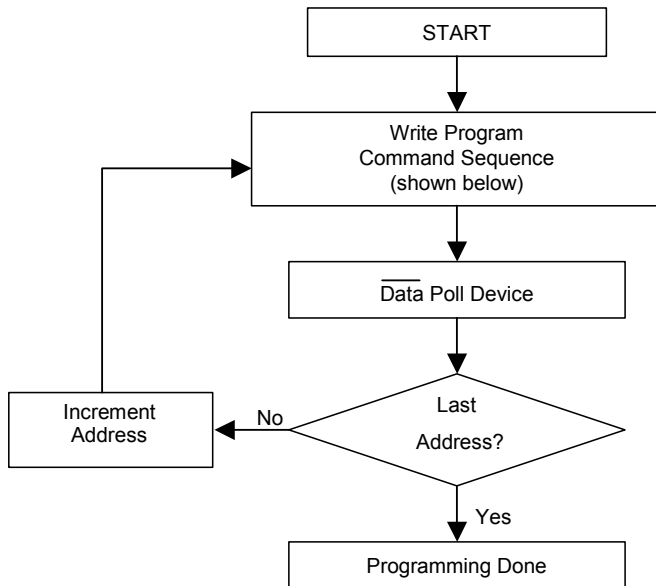 START
Write Program
Command Sequence
(shown below)
Data Poll Device
Last
Address?
No
Increment
Address
Yes
Programming Done